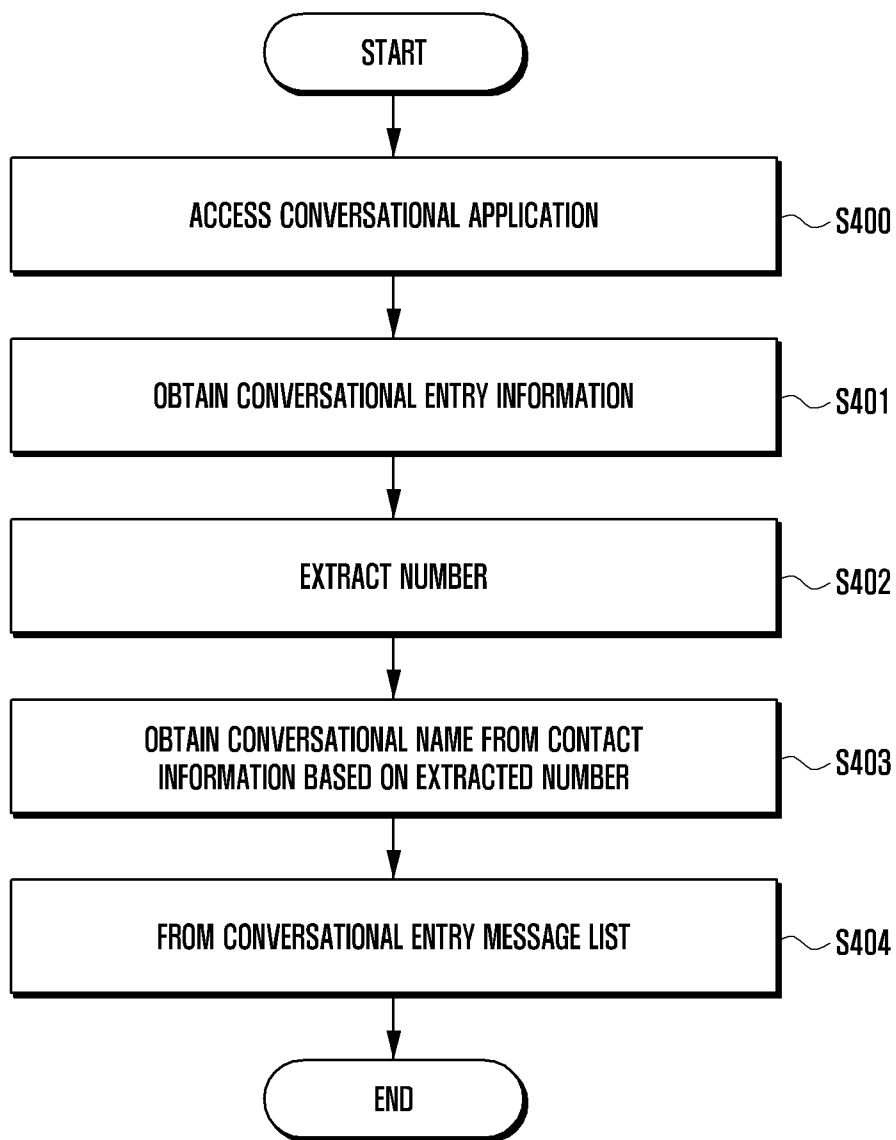 START
ACCESS CONVERSATIONAL APPLICATION
S400
OBTAIN CONVERSATIONAL ENTRY INFORMATION
S401
EXTRACT NUMBER
S402
OBTAIN CONVERSATIONAL NAME FROM CONTACT
INFORMATION BASED ON EXTRACTED NUMBER
S403
FROM CONVERSATIONAL ENTRY MESSAGE LIST
S404
END